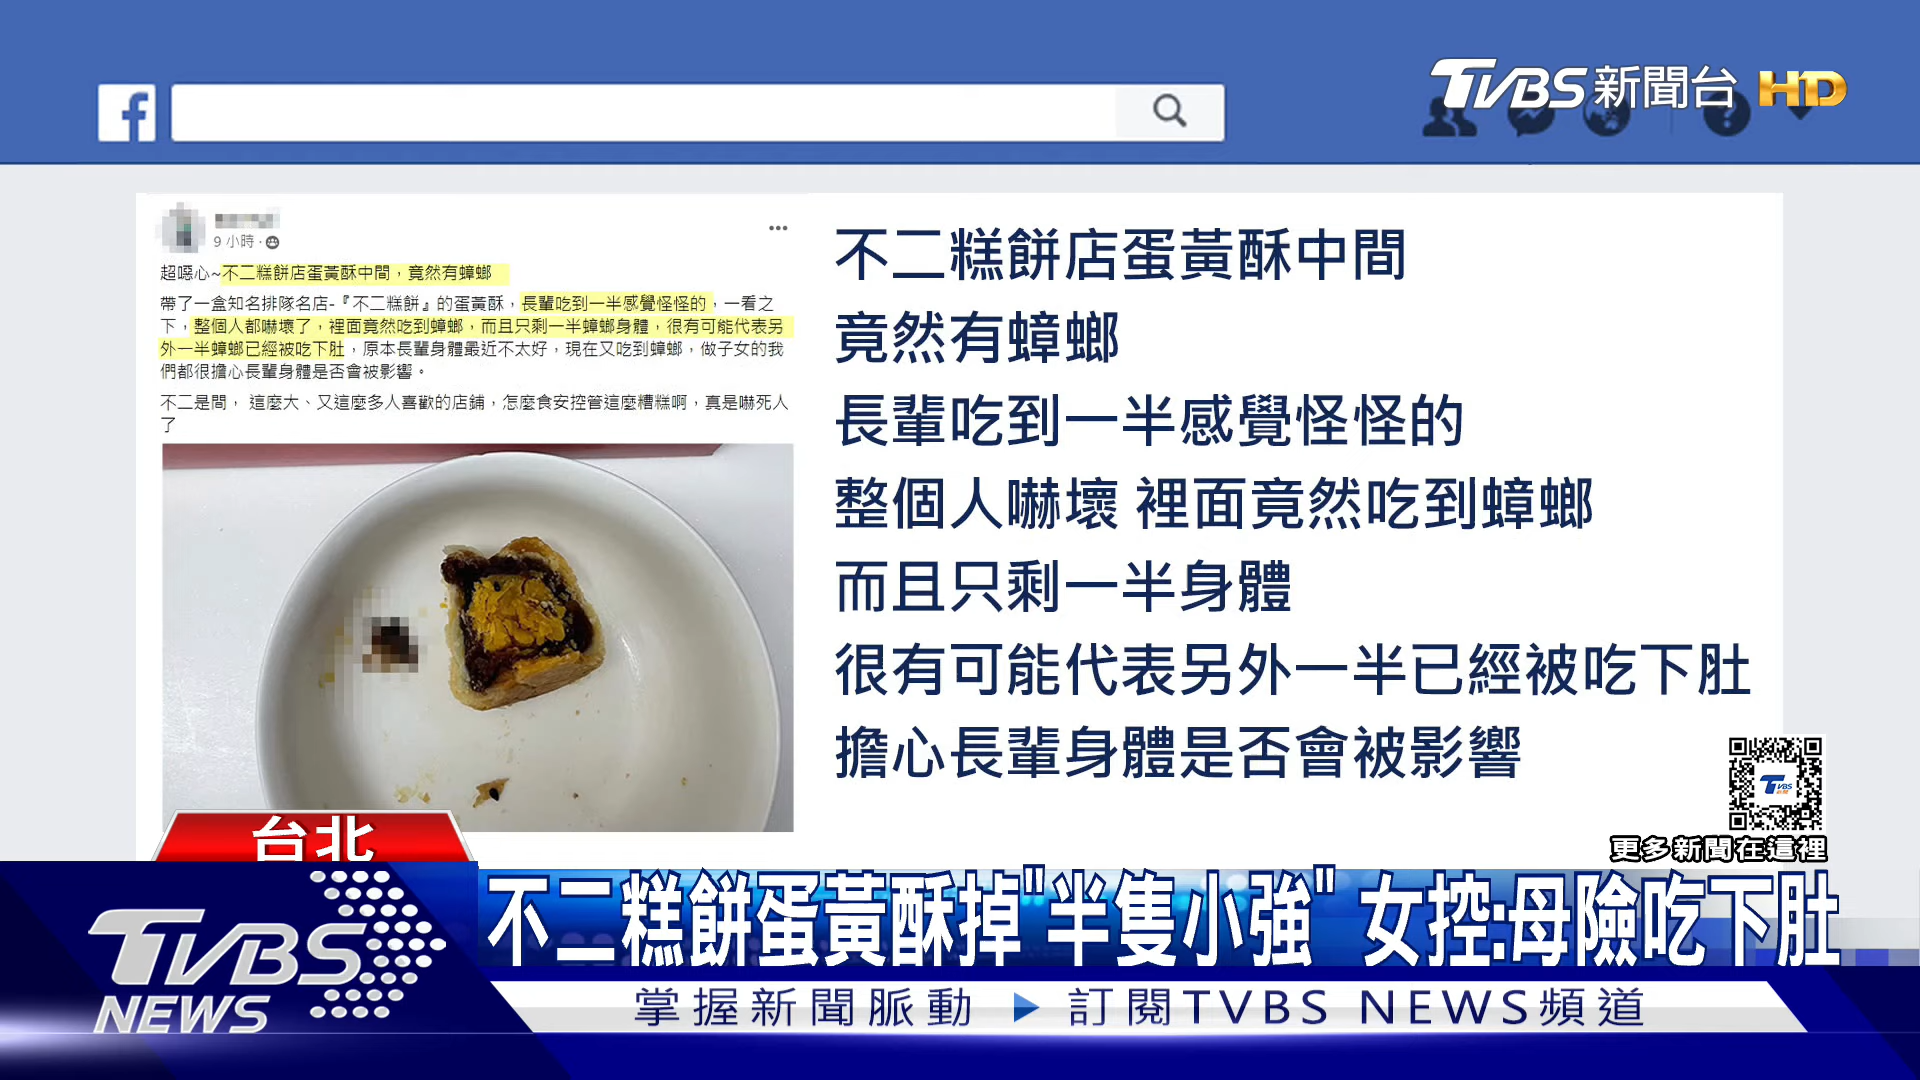 TVBS新聞台 HD
f
9 小時
超噁心~不二糕餅店蛋黃酥中間，竟然有蟑螂
帶了一盒知名排隊名店-『不二糕餅』的蛋黃酥，長輩吃到一半感覺怪怪的，一看之
下，整個人都嚇壞了，裡面竟然吃到蟑螂，而且只剩一半蟑螂身體，很有可能代表另
外一半蟑螂已經被吃下肚，原本長輩身體最近不太好，現在又吃到蟑螂，做子女的我
們都很擔心長輩身體是否會被影響。
不二是間， 這麼大、又這麼多人喜歡的店鋪，怎麼食安控管這麼糟糕啊，真是嚇死人
了
不二糕餅店蛋黃酥中間
竟然有蟑螂
長輩吃到一半感覺怪怪的
整個人嚇壞 裡面竟然吃到蟑螂
而且只剩一半身體
很有可能代表另外一半已經被吃下肚
擔心長輩身體是否會被影響
TVBS
更多新聞在這裡
台北
不二糕餅蛋黃酥掉"半隻小強" 女控:母險吃下肚
TVBS
NEWS
掌握新聞脈動 ▶ 訂閱TVBS NEWS頻道